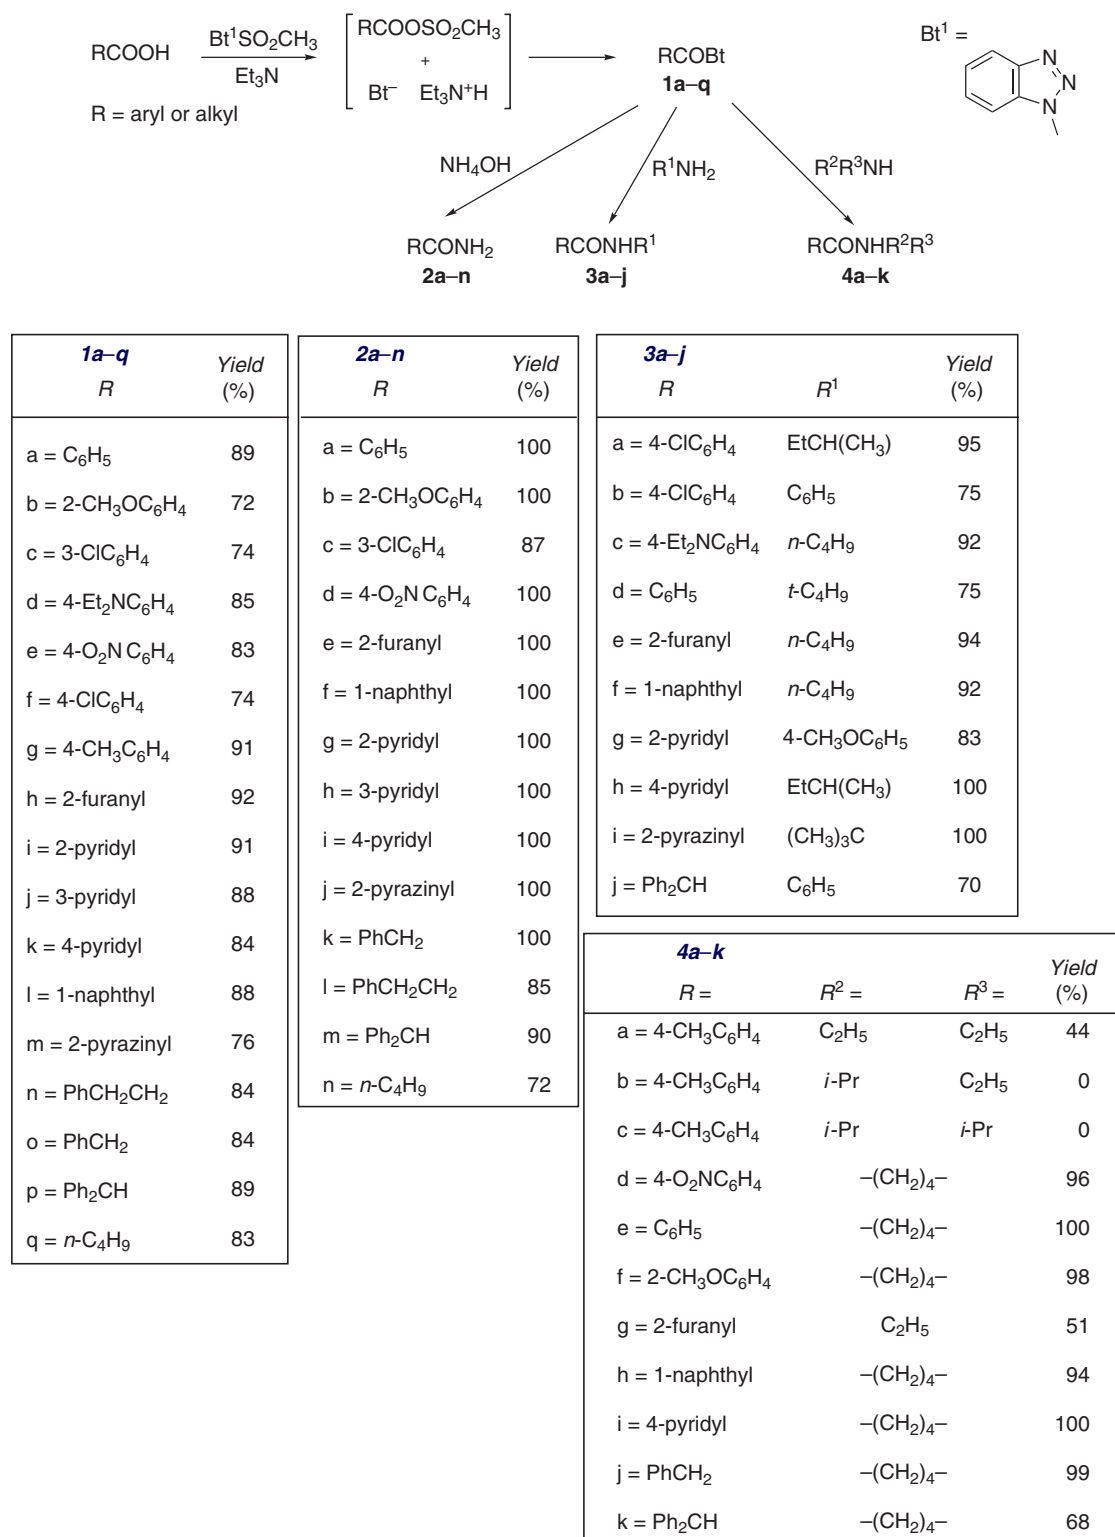 RCOOH
Bt¹SO₂CH₃
Et₃N
R = aryl or alkyl
RCOOSO₂CH₃
+
Bt⁻ Et₃N⁺H
RCOBt
1a–q
Bt¹ =
N
N
N
NH₄OH
R¹NH₂
R²R³NH
RCONH₂
2a–n
RCONHR¹
3a–j
RCONHR²R³
4a–k
1a–q Yield
R (%)
a = C₆H₅ 89
b = 2-CH₃OC₆H₄ 72
c = 3-ClC₆H₄ 74
d = 4-Et₂NC₆H₄ 85
e = 4-O₂N C₆H₄ 83
f = 4-ClC₆H₄ 74
g = 4-CH₃C₆H₄ 91
h = 2-furanyl 92
i = 2-pyridyl 91
j = 3-pyridyl 88
k = 4-pyridyl 84
l = 1-naphthyl 88
m = 2-pyrazinyl 76
n = PhCH₂CH₂ 84
o = PhCH₂ 84
p = Ph₂CH 89
q = n-C₄H₉ 83
2a–n Yield
R (%)
a = C₆H₅ 100
b = 2-CH₃OC₆H₄ 100
c = 3-ClC₆H₄ 87
d = 4-O₂N C₆H₄ 100
e = 2-furanyl 100
f = 1-naphthyl 100
g = 2-pyridyl 100
h = 3-pyridyl 100
i = 4-pyridyl 100
j = 2-pyrazinyl 100
k = PhCH₂ 100
l = PhCH₂CH₂ 85
m = Ph₂CH 90
n = n-C₄H₉ 72
3a–j Yield
R R¹ (%)
a = 4-ClC₆H₄ EtCH(CH₃) 95
b = 4-ClC₆H₄ C₆H₅ 75
c = 4-Et₂NC₆H₄ n-C₄H₉ 92
d = C₆H₅ t-C₄H₉ 75
e = 2-furanyl n-C₄H₉ 94
f = 1-naphthyl n-C₄H₉ 92
g = 2-pyridyl 4-CH₃OC₆H₅ 83
h = 4-pyridyl EtCH(CH₃) 100
i = 2-pyrazinyl (CH₃)₃C 100
j = Ph₂CH C₆H₅ 70
4a–k Yield
R = R² = R³ = (%)
a = 4-CH₃C₆H₄ C₂H₅ C₂H₅ 44
b = 4-CH₃C₆H₄ i-Pr C₂H₅ 0
c = 4-CH₃C₆H₄ i-Pr i-Pr 0
d = 4-O₂NC₆H₄ –(CH₂)₄– 96
e = C₆H₅ –(CH₂)₄– 100
f = 2-CH₃OC₆H₄ –(CH₂)₄– 98
g = 2-furanyl C₂H₅ 51
h = 1-naphthyl –(CH₂)₄– 94
i = 4-pyridyl –(CH₂)₄– 100
j = PhCH₂ –(CH₂)₄– 99
k = Ph₂CH –(CH₂)₄– 68